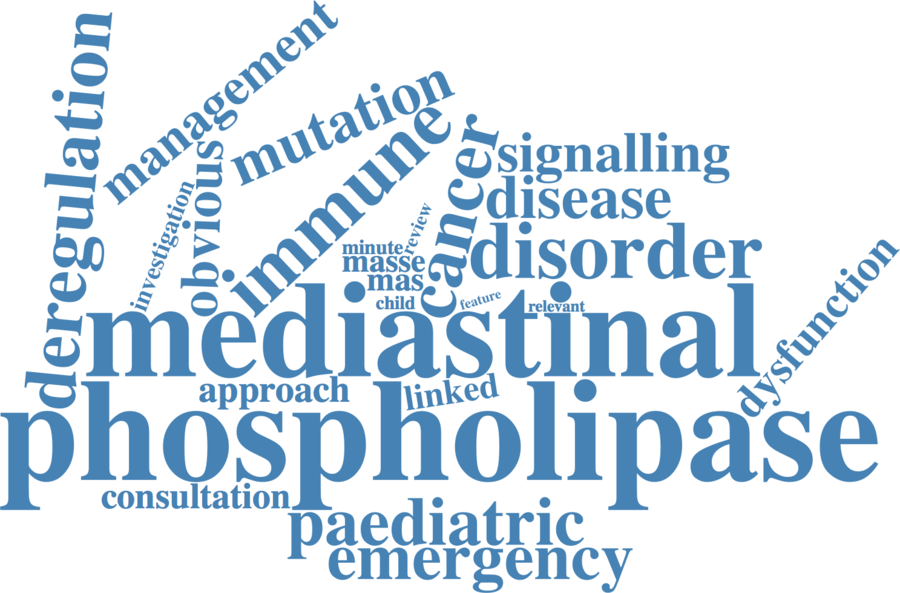 deregulation
management
mutation
immune
investigation
obvious
cancer
signalling
disease
disorder
review
minute
masse
mas
child
feature
relevant
dysfunction
mediastinal
approach
linked
phospholipase
consultation
paediatric
emergency